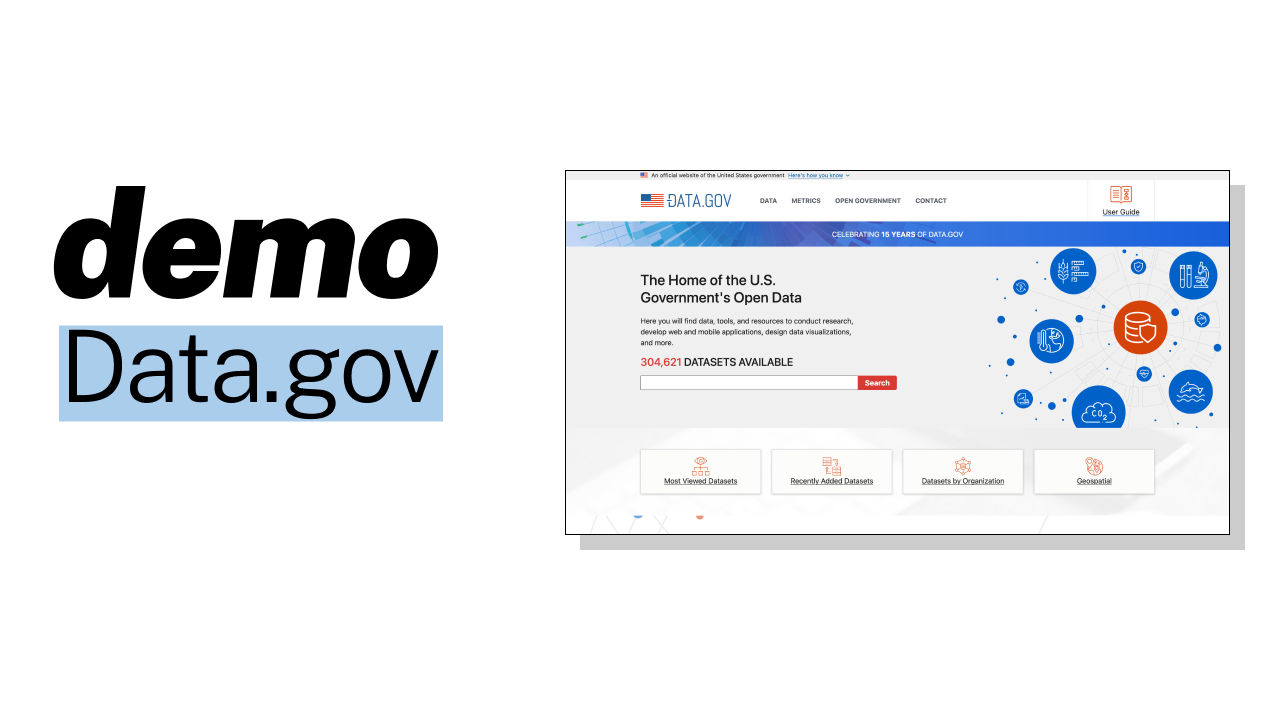 demo
Data.gov
An official website of the United States government Here's how you know
DATA.GOV
DATA METRICS OPEN GOVERNMENT CONTACT
User Guide
CELEBRATING 15 YEARS OF DATA.GOV
The Home of the U.S.
Government's Open Data
Here you will find data, tools, and resources to conduct research,
develop web and mobile applications, design data visualizations,
and more.
304,621 DATASETS AVAILABLE
Search
CO2
Most Viewed Datasets
Recently Added Datasets
Datasets by Organization
Geospatial